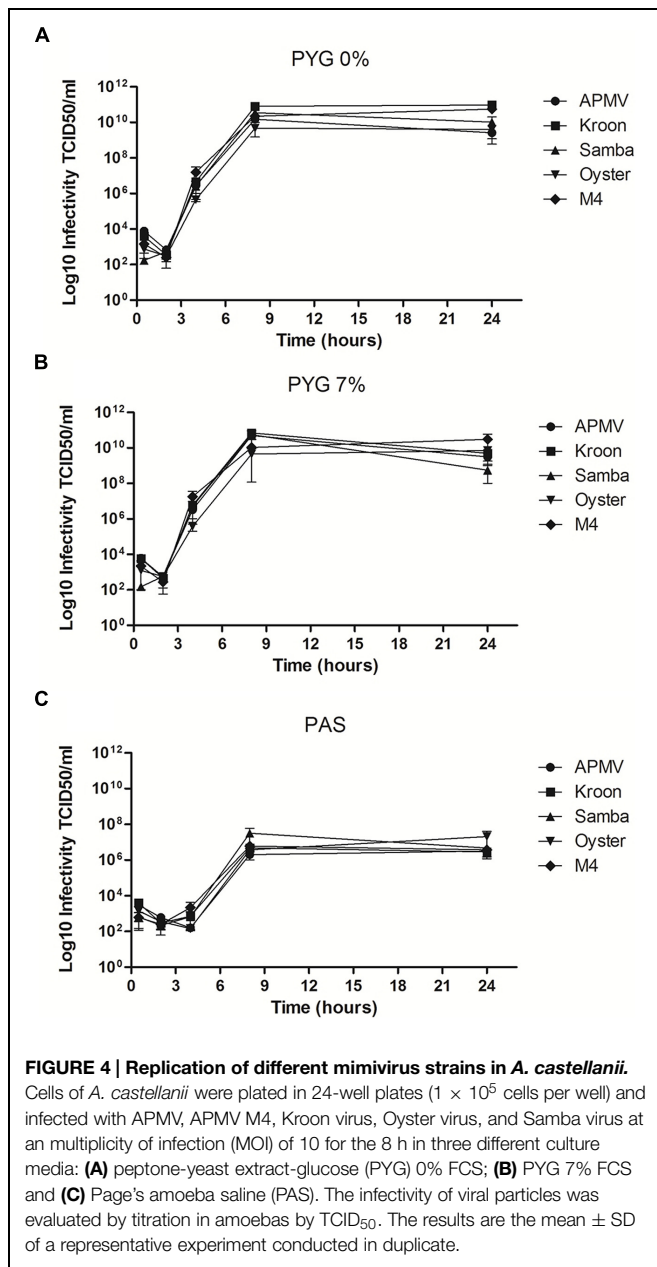 A
PYG 0%
Log10 Infectivity TCID50/ml
10¹²
10¹⁰
10⁸
10⁶
10⁴
10²
10⁰
0 3 6 9 12 15 18 21 24
Time (hours)
APMV
Kroon
Samba
Oyster
M4
B
PYG 7%
Log10 Infectivity TCID50/ml
10¹²
10¹⁰
10⁸
10⁶
10⁴
10²
10⁰
0 3 6 9 12 15 18 21 24
Time (hours)
APMV
Kroon
Samba
Oyster
M4
C
PAS
Log10 Infectivity TCID50/ml
10¹²
10¹⁰
10⁸
10⁶
10⁴
10²
10⁰
0 3 6 9 12 15 18 21 24
Time (hours)
APMV
Kroon
Samba
Oyster
M4
FIGURE 4 | Replication of different mimivirus strains in A. castellanii.
Cells of A. castellanii were plated in 24-well plates (1 × 10⁵ cells per well) and
infected with APMV, APMV M4, Kroon virus, Oyster virus, and Samba virus at
an multiplicity of infection (MOI) of 10 for the 8 h in three different culture
media: (A) peptone-yeast extract-glucose (PYG) 0% FCS; (B) PYG 7% FCS
and (C) Page's amoeba saline (PAS). The infectivity of viral particles was
evaluated by titration in amoebas by TCID₅₀. The results are the mean ± SD
of a representative experiment conducted in duplicate.